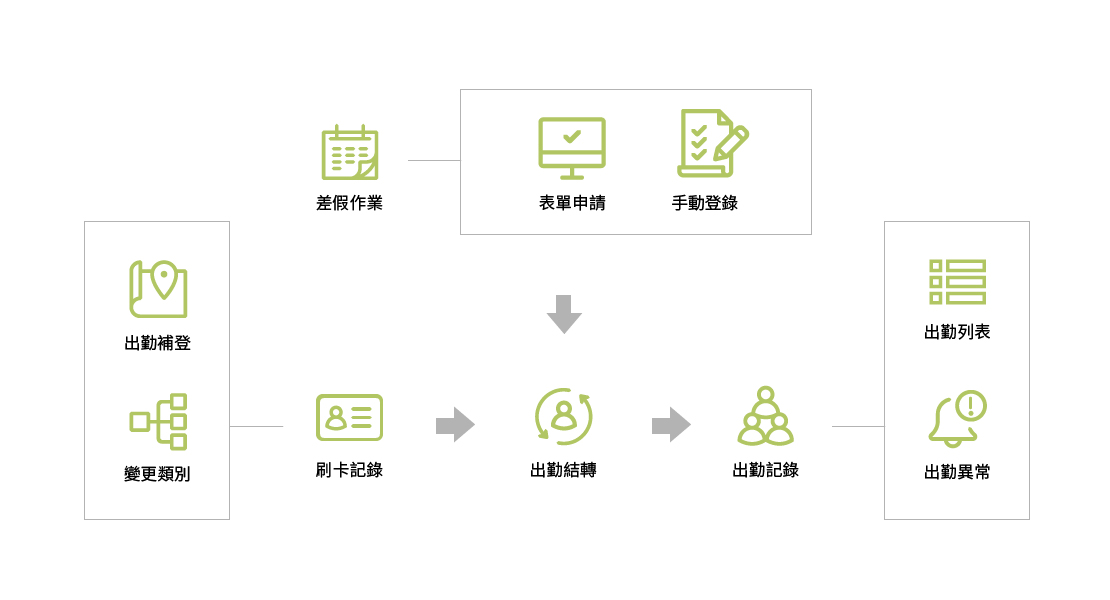 差假作業
表單申請
手動登錄
出勤補登
變更類別
刷卡記錄
出勤結轉
出勤記錄
出勤列表
出勤異常